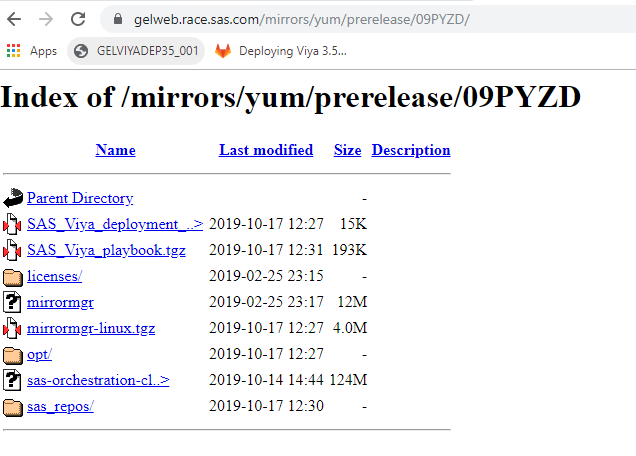 gelweb.race.sas.com/mirrors/yum/prerelease/09PYZD/
Apps GELVIYADEP35_001 Deploying Viya 3.5...
Index of /mirrors/yum/prerelease/09PYZD
Name Last modified Size Description
Parent Directory -
SAS_Viya_deployment_..> 2019-10-17 12:27 15K
SAS_Viya_playbook.tgz 2019-10-17 12:31 193K
licenses/ 2019-02-25 23:15 -
mirrormgr 2019-02-25 23:17 12M
mirrormgr-linux.tgz 2019-10-17 12:27 4.0M
opt/ 2019-10-17 12:27 -
sas-orchestration-cl..> 2019-10-14 14:44 124M
sas_repos/ 2019-10-17 12:30 -